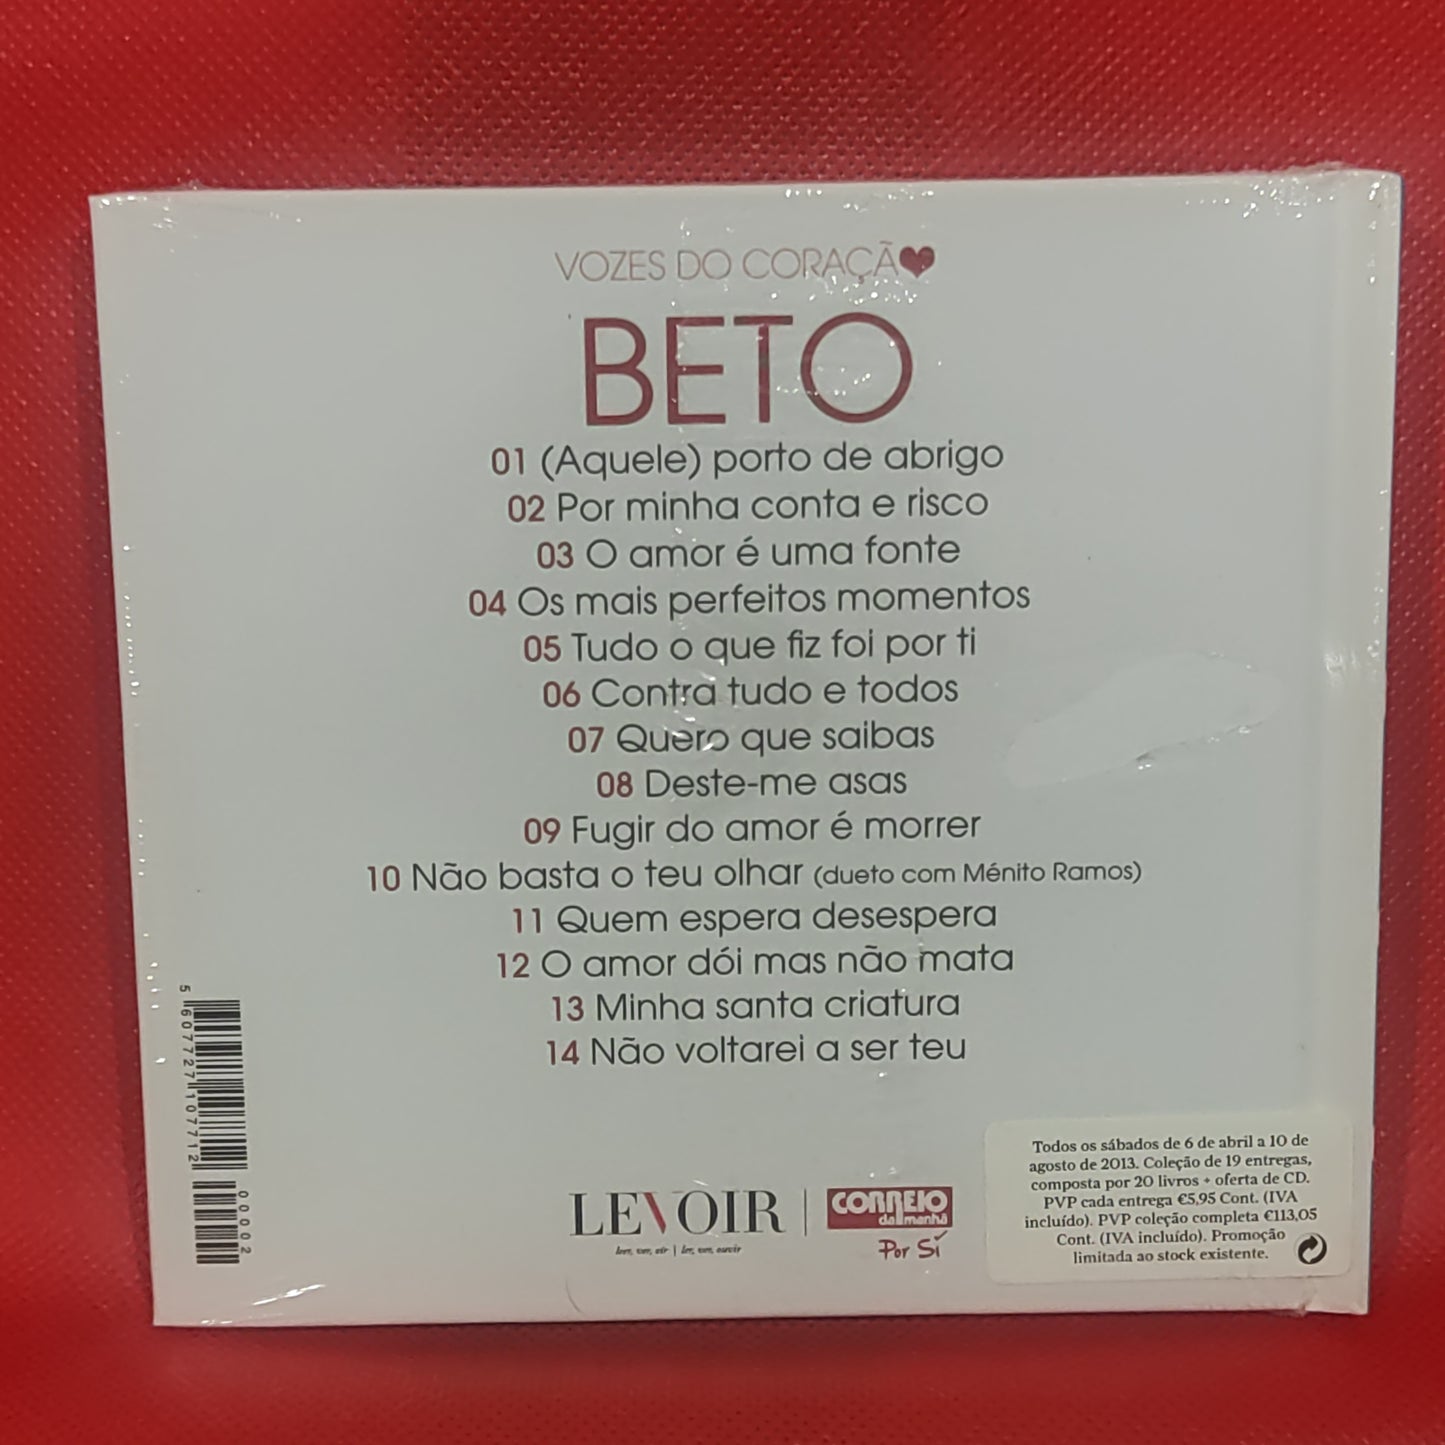 VOZES DO CORAÇÃ
BETO
01 (Aquele) porto de abrigo
02 Por minha conta e risco
03 O amor é uma fonte
04 Os mais perfeitos momentos
05 Tudo o que fiz foi por ti
06 Contra tudo e todos
07 Quero que saibas
08 Deste-me asas
09 Fugir do amor é morrer
10 Não basta o teu olhar (dueto com Ménito Ramos)
11 Quem espera desespera
12 O amor dói mas não mata
13 Minha santa criatura
14 Não voltarei a ser teu
5 607727 107712
00002
LEVOIR
CORREIO
da manhã
Por Sí
Todos os sábados de 6 de abril a 10 de
agosto de 2013. Coleção de 19 entregas,
composta por 20 livros + oferta de CD.
PVP cada entrega €5,95 Cont. (IVA
incluído). PVP coleção completa €113,05
Cont. (IVA incluído). Promoção
limitada ao stock existente.